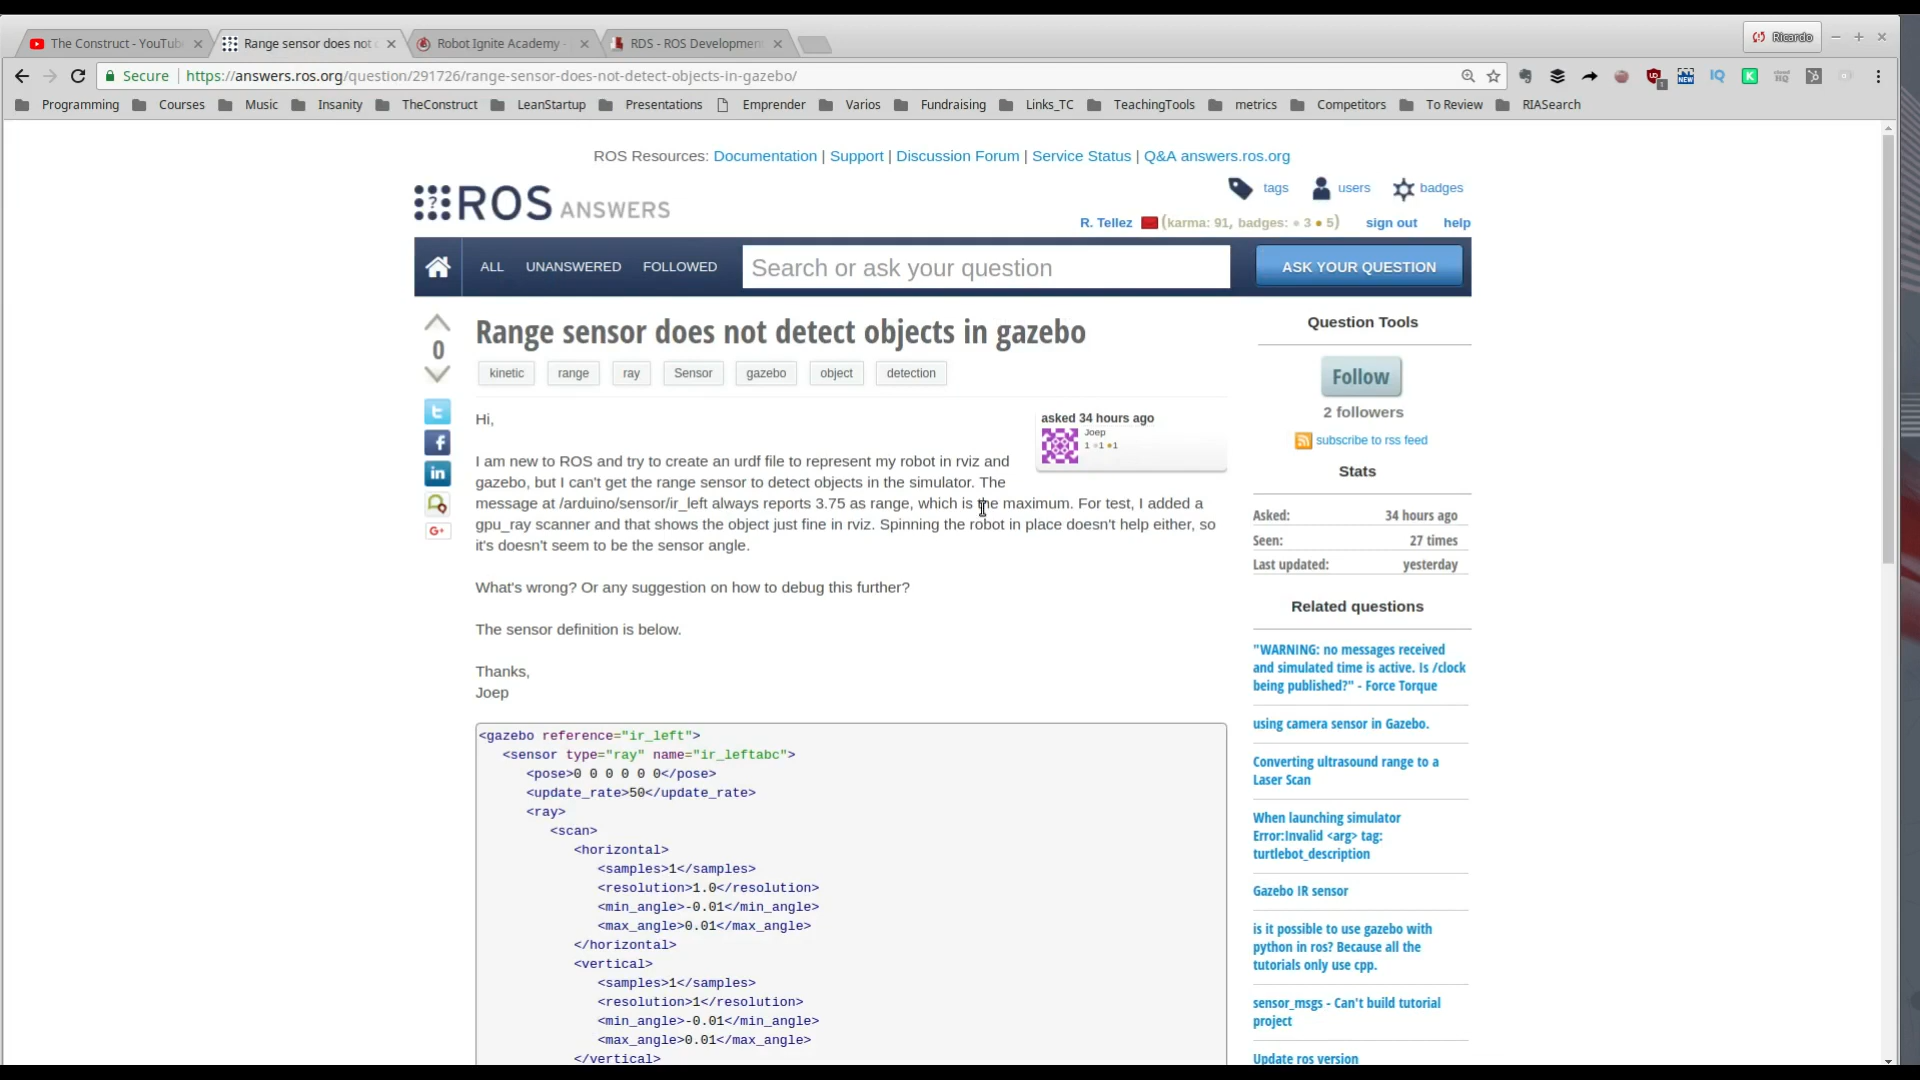 The Construct - YouTub
Range sensor does not
Robot Ignite Academy -
RDS - ROS Development
Ricardo
Secure
https://answers.ros.org/question/291726/range-sensor-does-not-detect-objects-in-gazebo/
Programming
Courses
Music
Insanity
TheConstruct
LeanStartup
Presentations
Emprender
Varios
Fundraising
Links_TC
TeachingTools
metrics
Competitors
To Review
RIASearch
ROS Resources: Documentation | Support | Discussion Forum | Service Status | Q&A answers.ros.org
ROS ANSWERS
tags
users
badges
R. Tellez (karma: 91, badgets: 3 5)
sign out
help
ALL
UNANSWERED
FOLLOWED
Search or ask your question
ASK YOUR QUESTION
0
Range sensor does not detect objects in gazebo
kinetic
range
ray
Sensor
gazebo
object
detection
asked 34 hours ago
Joep
1 1 1
Hi,
I am new to ROS and try to create an urdf file to represent my robot in rviz and
gazebo, but I can't get the range sensor to detect objects in the simulator. The
message at /arduino/sensor/ir_left always reports 3.75 as range, which is the maximum. For test, I added a
gpu_ray scanner and that shows the object just fine in rviz. Spinning the robot in place doesn't help either, so
it's doesn't seem to be the sensor angle.
What's wrong? Or any suggestion on how to debug this further?
The sensor definition is below.
Thanks,
Joep
<gazebo reference="ir_left">
<sensor type="ray" name="ir_leftabc">
<pose>0 0 0 0 0 0</pose>
<update_rate>50</update_rate>
<ray>
<scan>
<horizontal>
<samples>1</samples>
<resolution>1.0</resolution>
<min_angle>-0.01</min_angle>
<max_angle>0.01</max_angle>
</horizontal>
<vertical>
<samples>1</samples>
<resolution>1</resolution>
<min_angle>-0.01</min_angle>
<max_angle>0.01</max_angle>
</vertical>
Question Tools
Follow
2 followers
subscribe to rss feed
Stats
Asked: 34 hours ago
Seen: 27 times
Last updated: yesterday
Related questions
"WARNING: no messages received
and simulated time is active. Is /clock
being published?" - Force Torque
using camera sensor in Gazebo.
Converting ultrasound range to a
Laser Scan
When launching simulator
Error:Invalid <arg> tag:
turtlebot_description
Gazebo IR sensor
is it possible to use gazebo with
python in ros? Because all the
tutorials only use cpp.
sensor_msgs - Can't build tutorial
project
Update ros version